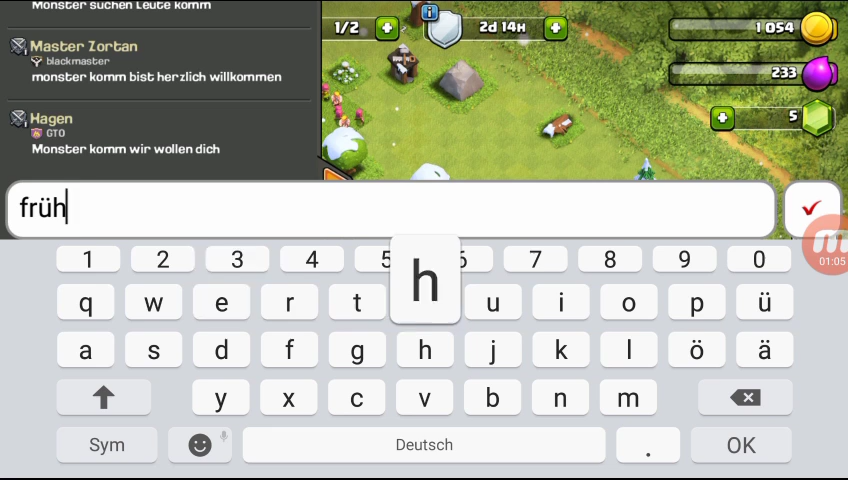 Monster suchen Leute komm
Master Zortan
blackmaster
monster komm bist herzlich willkommen
Hagen
GTO
Monster komm wir wollen dich
1/2
2d 14h
1 054
233
5
früh
1 2 3 4 5 6 7 8 9 0
h
q w e r t u i o p ü
a s d f g h j k l ö ä
y x c v b n m
Sym
Deutsch
.
OK
01:05